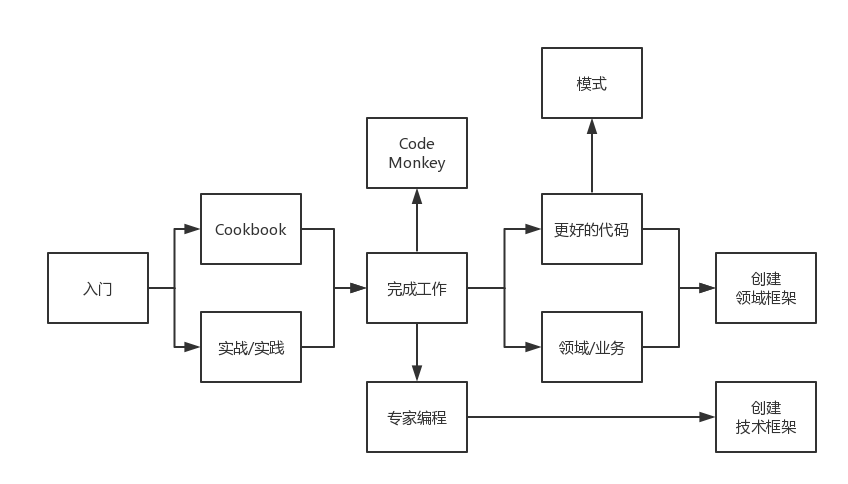 模式
Code
Monkey
Cookbook
更好的代码
入门
完成工作
创建
领域框架
实战/实践
领域/业务
专家编程
创建
技术框架